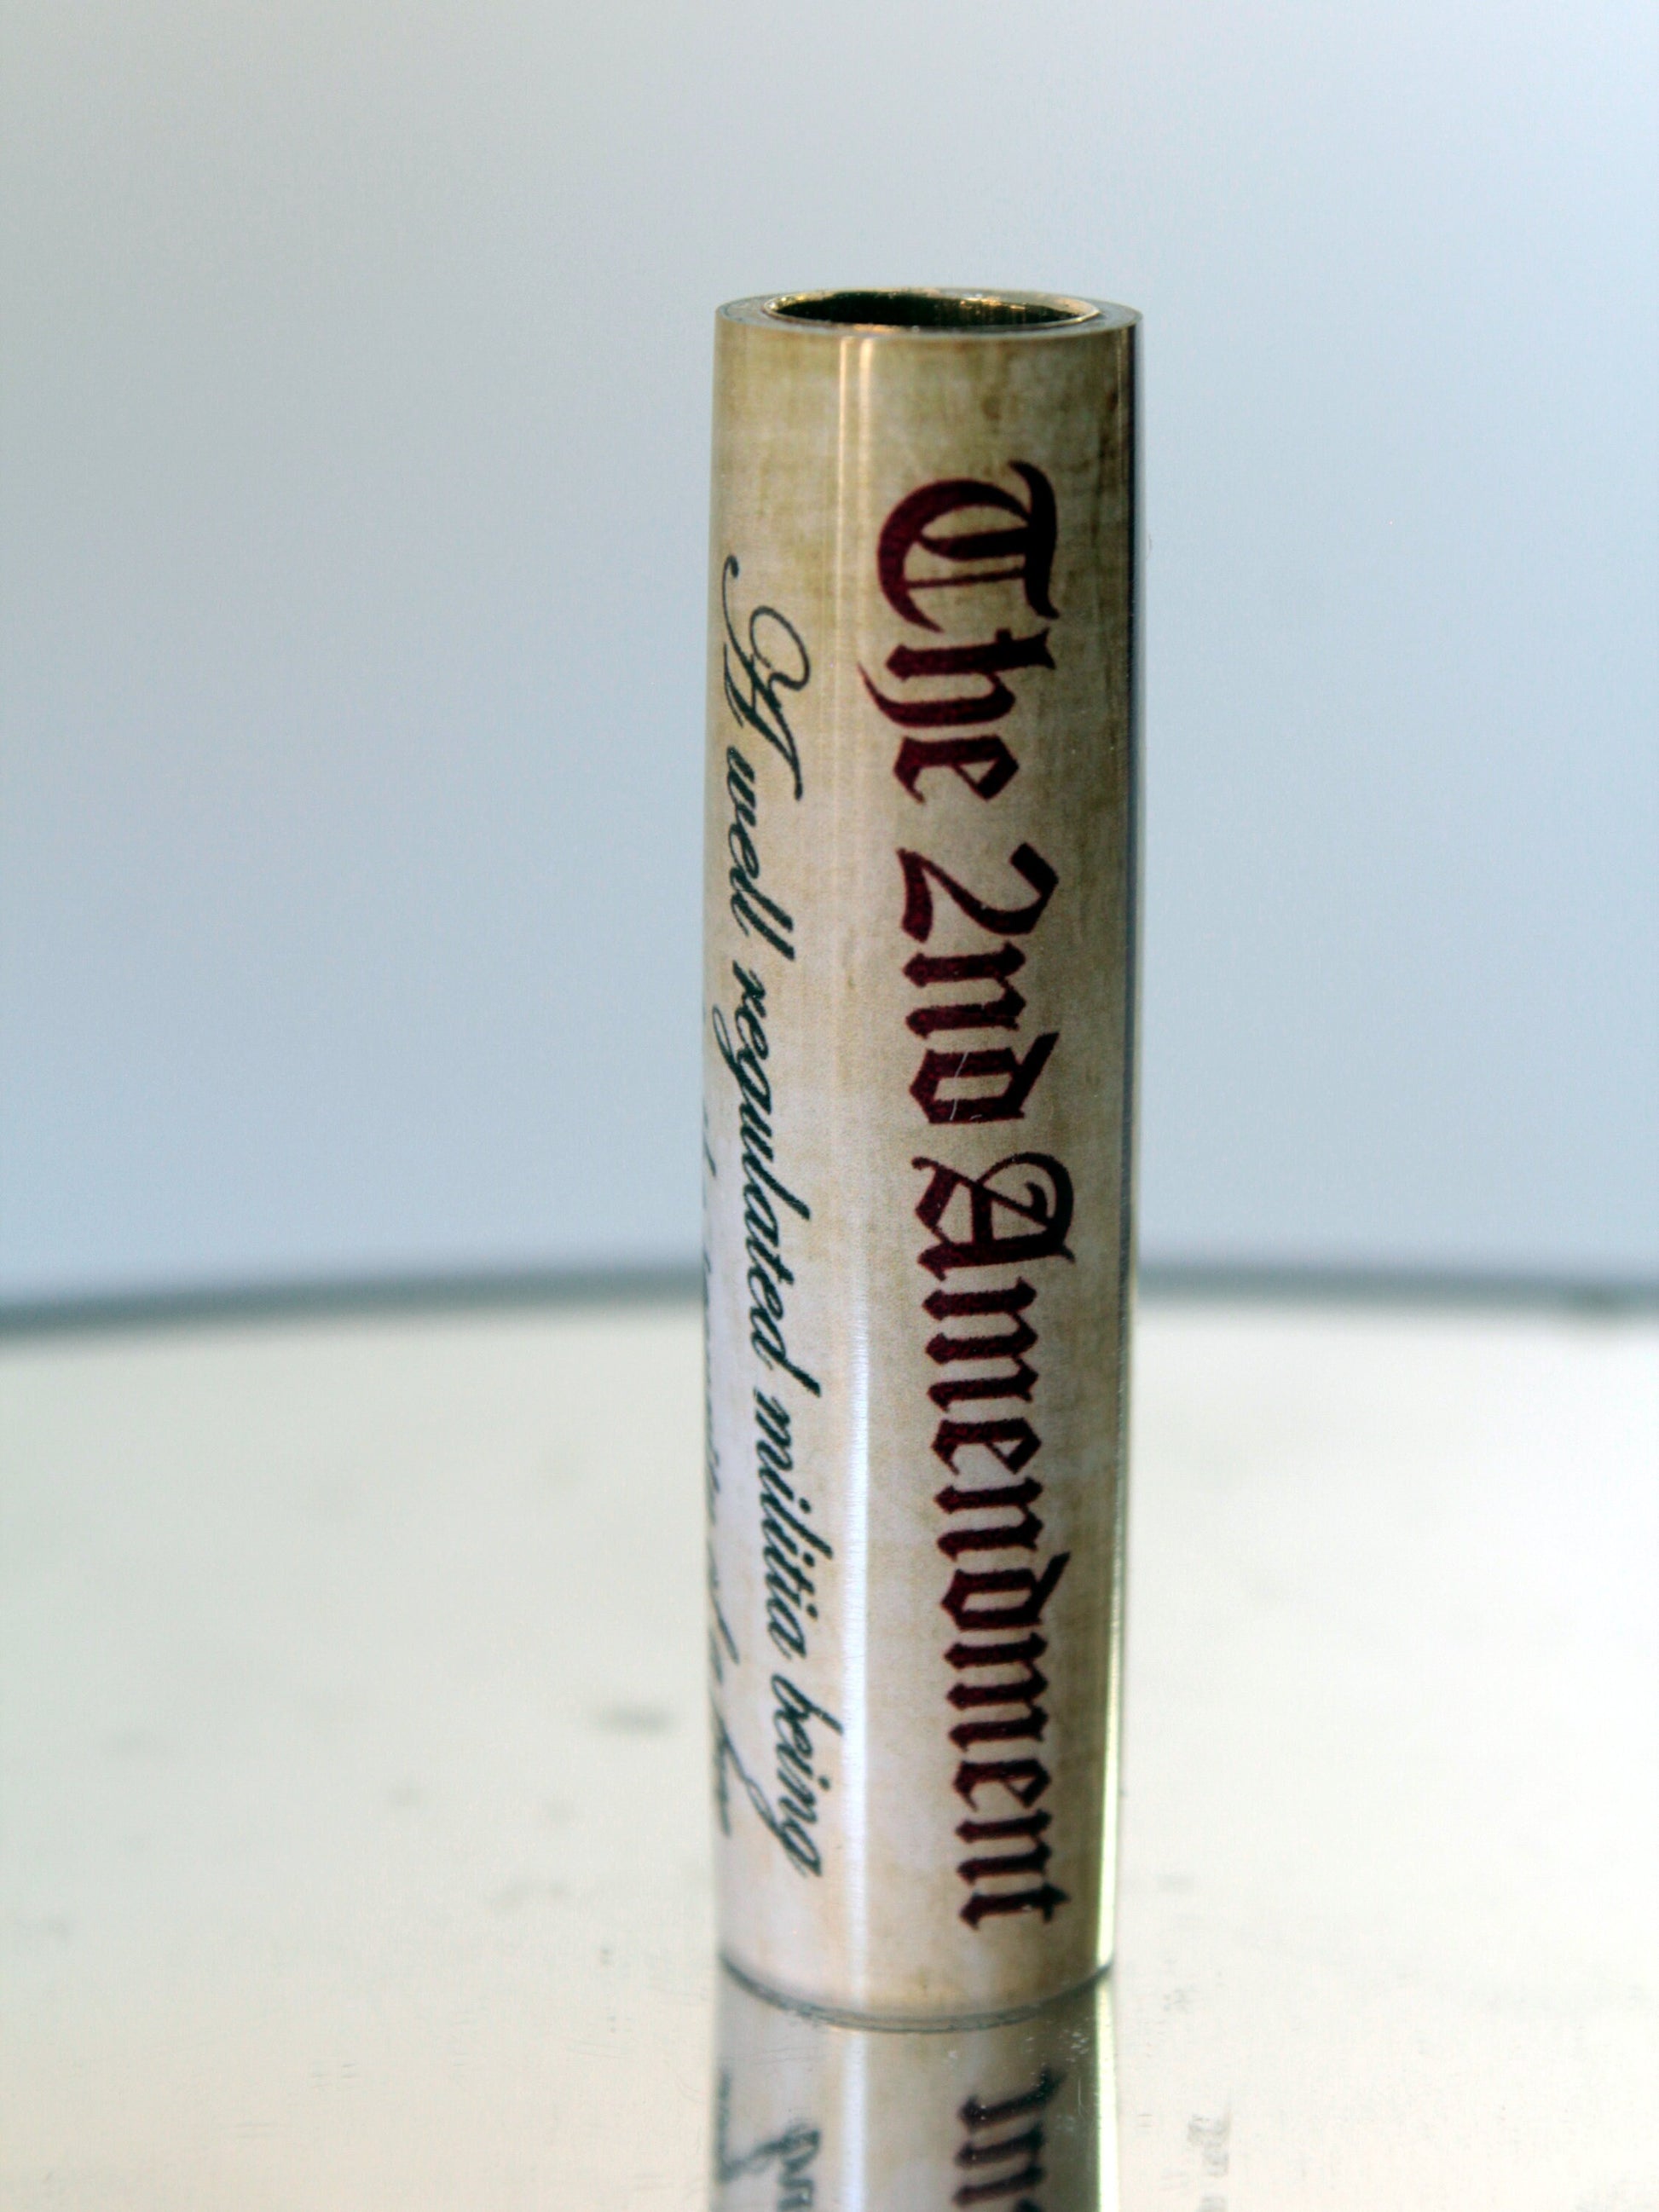 The 2nd Amendment
A well regulated militia being